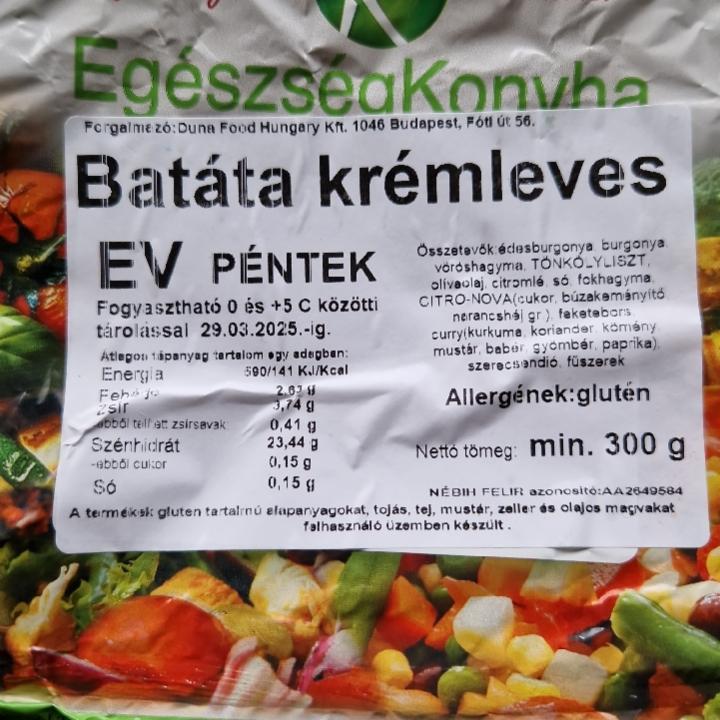 EgészségKonyha
Forgalmazó:Duna Food Hungary Kft. 1046 Budapest, Fóti út 56.
Batáta krémleves
EV PÉNTEK
Fogyasztható 0 és +5 C közötti
tárolással 29.03.2025.-ig.
Átlagos tápanyag tartalom egy adagban:
Energia 590/141 KJ/Kcal
Fehérje 2,67 g
Zsír 3,74 g
-ebből telített zsírsavak: 0,41 g
Szénhidrát 23,44 g
-ebből cukor 0,15 g
Só 0,15 g
Összetevők:édesburgonya, burgonya,
vöröshagyma, TÖNKÖLYLISZT,
olívaolaj, citromlé, só, fokhagyma,
CITRO-NOVA(cukor, búzakeményítő,
narancshéj gr.), feketebors,
curry(kurkuma, koriander, kömény,
mustár, babér, gyömbér, paprika),
szerecsendió, fűszerek
Allergének:glutén
Nettó tömeg: min. 300 g
NÉBIH FELIR azonosító:AA2649584
A termékek glutén tartalmú alapanyagokat, tojás, tej, mustár, zeller és olajos magvakat
felhasználó üzemben készült .